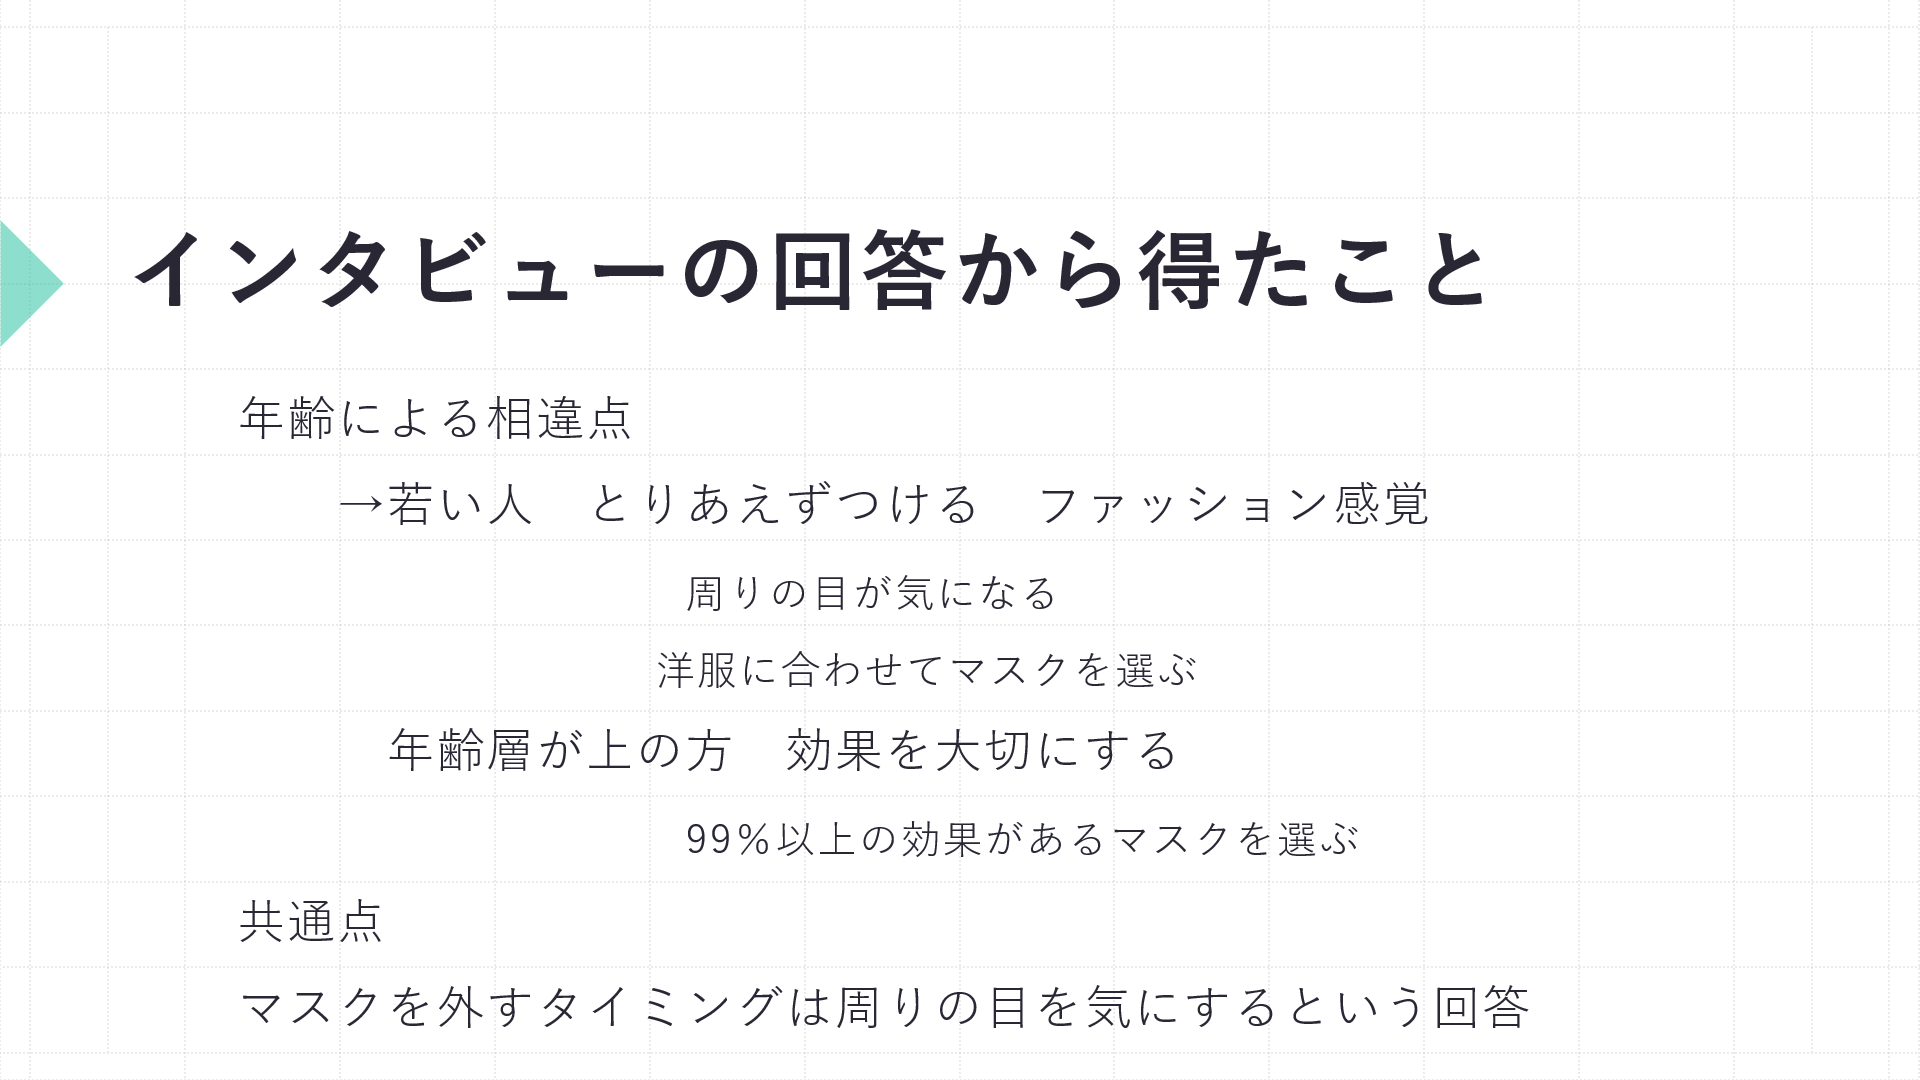 インタビューの回答から得たこと
年齢による相違点
→若い人　とりあえずつける　ファッション感覚
周りの目が気になる
洋服に合わせてマスクを選ぶ
年齢層が上の方　効果を大切にする
99％以上の効果があるマスクを選ぶ
共通点
マスクを外すタイミングは周りの目を気にするという回答